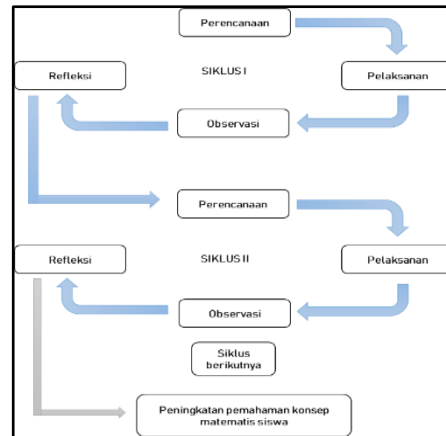 Perencanaan
Refleksi
SIKLUS I
Pelaksanan
Observasi
Perencanaan
Refleksi
SIKLUS II
Pelaksanan
Observasi
Siklus
berikutnya
Peningkatan pemahaman konsep
matematis siswa